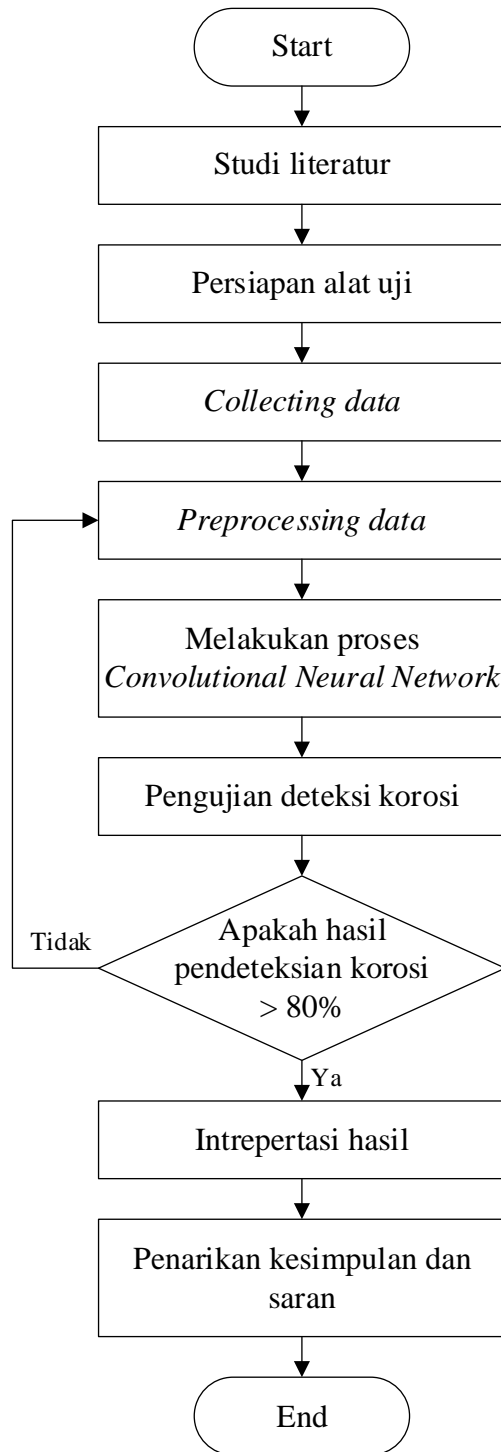 Start
Studi literatur
Persiapan alat uji
Collecting data
Preprocessing data
Melakukan proses
Convolutional Neural Network
Pengujian deteksi korosi
Tidak
Apakah hasil
pendeteksian korosi
> 80%
Ya
Intrepertasi hasil
Penarikan kesimpulan dan
saran
End